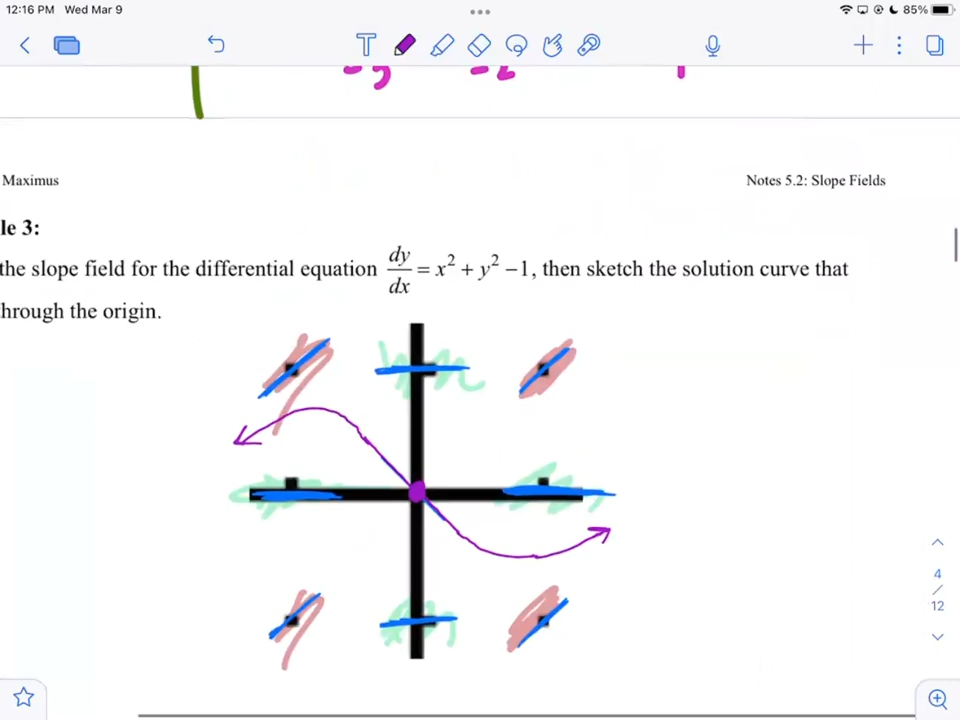 12:16 PM Wed Mar 9
85%
T
-2
Maximus
Notes 5.2: Slope Fields
le 3:
the slope field for the differential equation dy/dx = x² + y² −1, then sketch the solution curve that
hrough the origin.
4
/
12